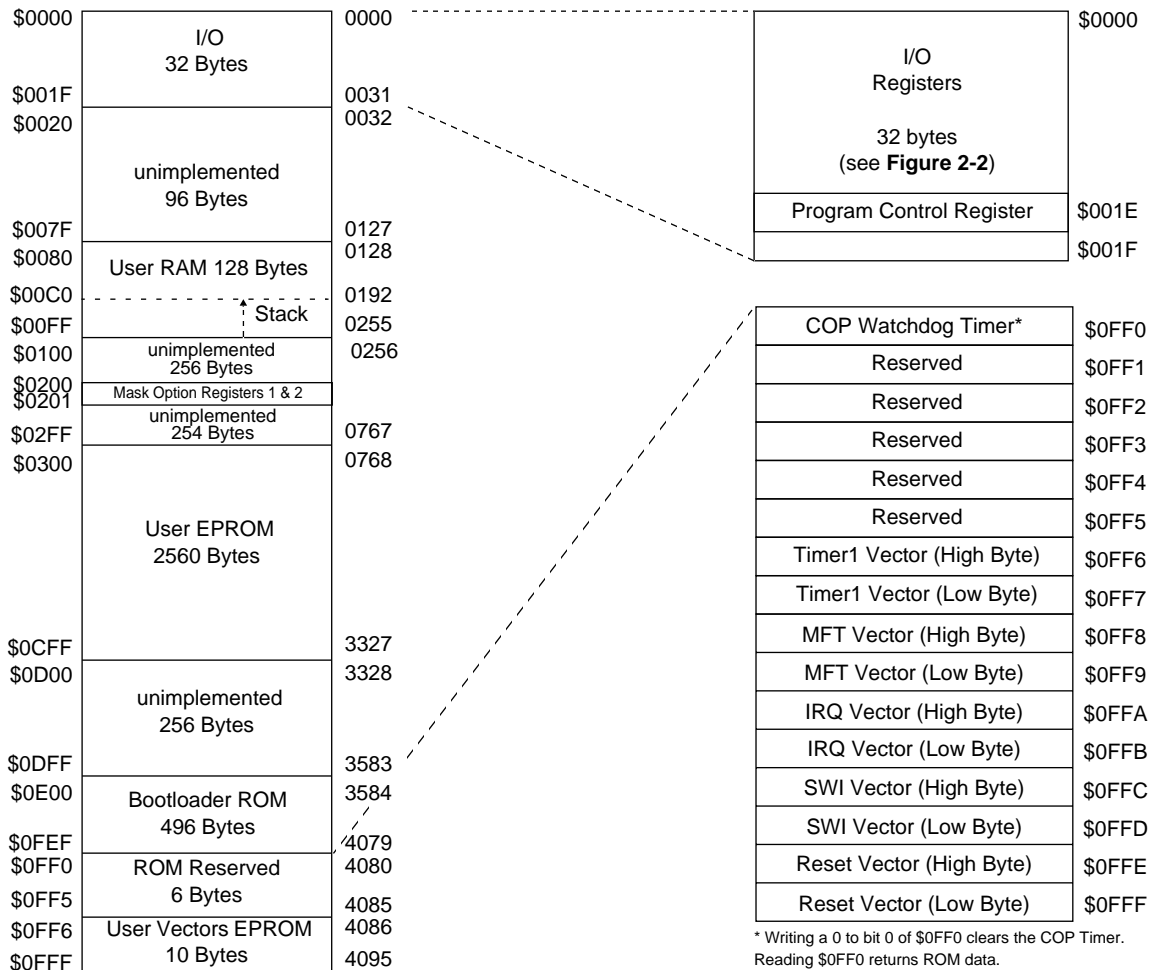 $0000
I/O
32 Bytes
0000
$001F
0031
$0020
0032
unimplemented
96 Bytes
$007F
0127
$0080
0128
User RAM 128 Bytes
$00C0
0192
Stack
$00FF
0255
$0100
unimplemented
256 Bytes
0256
$0200
$0201
Mask Option Registers 1 & 2
unimplemented
254 Bytes
$02FF
0767
$0300
0768
User EPROM
2560 Bytes
$0CFF
3327
$0D00
3328
unimplemented
256 Bytes
$0DFF
3583
$0E00
3584
Bootloader ROM
496 Bytes
$0FEF
4079
$0FF0
4080
ROM Reserved
6 Bytes
$0FF5
4085
$0FF6
4086
User Vectors EPROM
10 Bytes
$0FFF
4095
$0000
I/O
Registers
32 bytes
(see Figure 2-2)
Program Control Register $001E
$001F
COP Watchdog Timer* $0FF0
Reserved $0FF1
Reserved $0FF2
Reserved $0FF3
Reserved $0FF4
Reserved $0FF5
Timer1 Vector (High Byte) $0FF6
Timer1 Vector (Low Byte) $0FF7
MFT Vector (High Byte) $0FF8
MFT Vector (Low Byte) $0FF9
IRQ Vector (High Byte) $0FFA
IRQ Vector (Low Byte) $0FFB
SWI Vector (High Byte) $0FFC
SWI Vector (Low Byte) $0FFD
Reset Vector (High Byte) $0FFE
Reset Vector (Low Byte) $0FFF
* Writing a 0 to bit 0 of $0FF0 clears the COP Timer.
Reading $0FF0 returns ROM data.